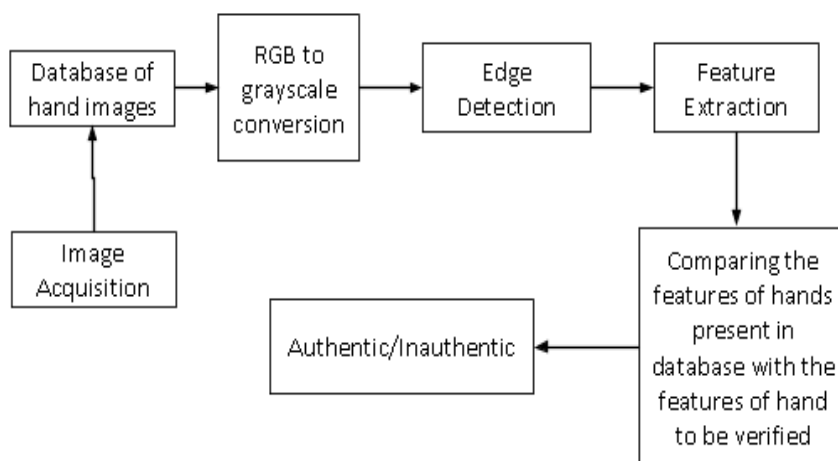 Database of
hand images
RGB to
grayscale
conversion
Edge
Detection
Feature
Extraction
Image
Acquisition
Comparing the
features of hands
present in
database with the
features of hand
to be verified
Authentic/Inauthentic